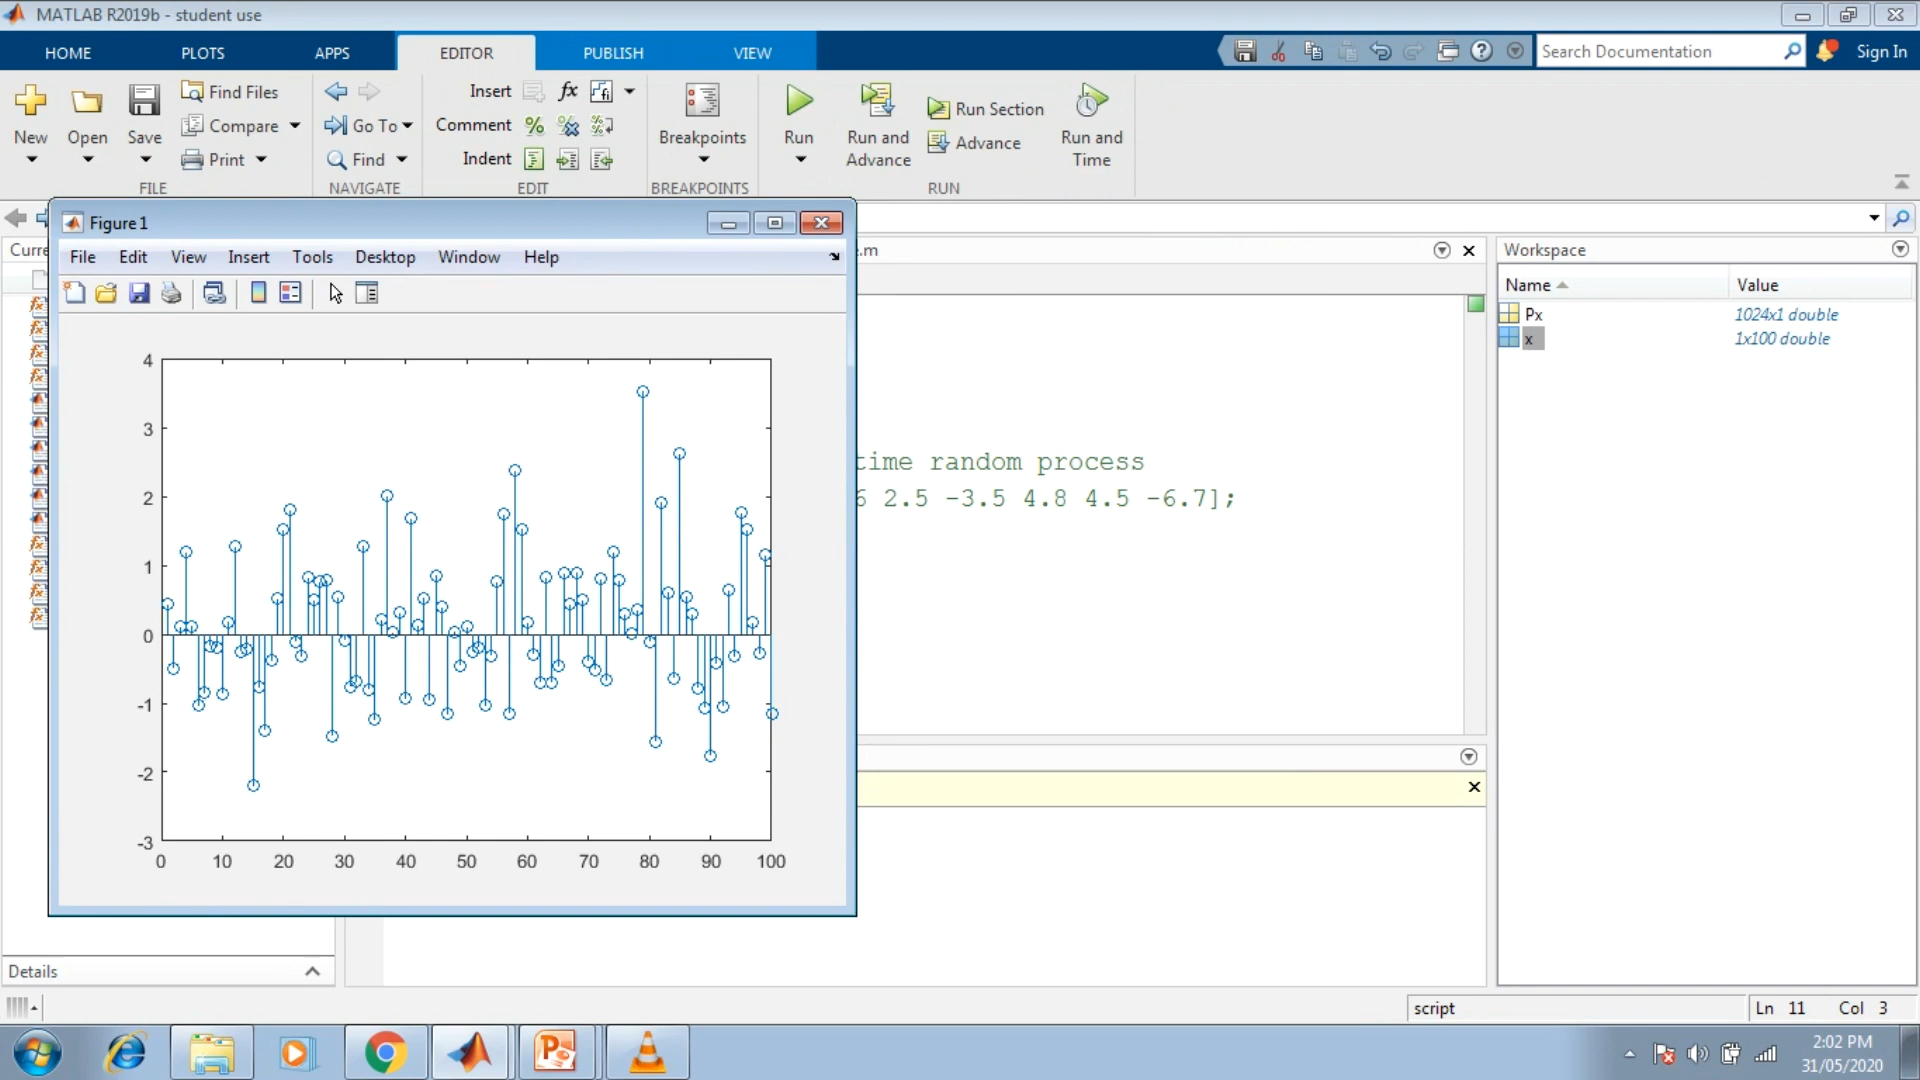 MATLAB R2019b - student use
HOME PLOTS APPS EDITOR PUBLISH VIEW Search Documentation Sign In
New Open Save Find Files Compare Print
Go To Find
Insert fx Comment Indent
Breakpoints
Run Run and Advance Run Section Advance Run and Time
FILE NAVIGATE EDIT BREAKPOINTS RUN
Figure 1
File Edit View Insert Tools Desktop Window Help
Curre
.m
Workspace
Name Value
Px 1024x1 double
x 1x100 double
time random process
6 2.5 -3.5 4.8 4.5 -6.7];
4
3
2
1
0
-1
-2
-3
0 10 20 30 40 50 60 70 80 90 100
Details
script Ln 11 Col 3
2:02 PM
31/05/2020